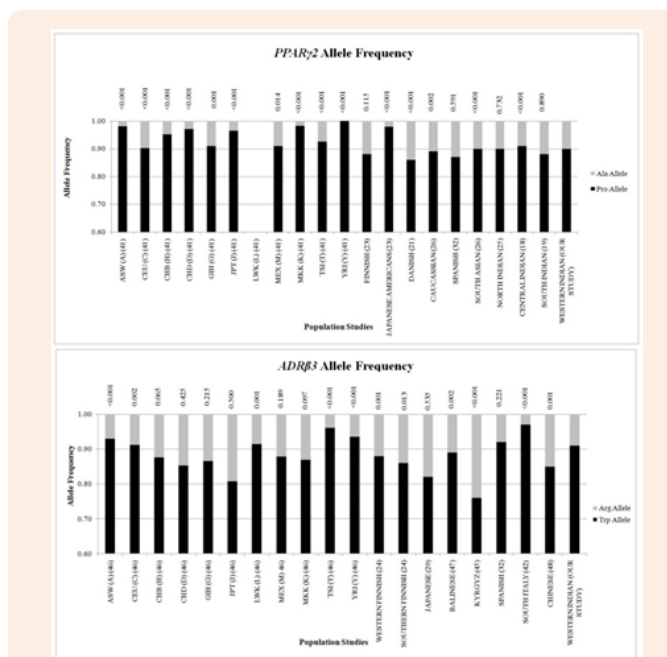 PPARγ2 Allele Frequency
<0.001 <0.001 <0.001 <0.001 0.001 <0.001 0.014 <0.001 <0.001 <0.001 0.115 <0.001 <0.001 0.002 0.591 <0.001 0.732 <0.001 0.890
Allele Frequency
1.00
0.90
0.80
0.70
0.60
Ala Allele
Pro Allele
ASW (A) (41)
CEU (C) (41)
CHB (H) (41)
CHD (D) (41)
GIH (G) (41)
JPT (J) (41)
LWK (L) (41)
MEX (M) (41)
MKK (K) (41)
TSI (T) (41)
YRI (Y) (41)
FINNISH (23)
JAPANESE AMERICANS (23)
DANISH (21)
CAUCASIAN (26)
SPANISH (32)
SOUTH ASIAN (26)
NORTH INDIAN (25)
CENTRAL INDIAN (18)
SOUTH INDIAN (19)
WESTERN INDIAN (OUR
STUDY)
Population Studies
ADRβ3 Allele Frequency
<0.001 0.002 0.065 0.425 0.215 0.500 0.001 0.189 0.097 <0.001 <0.001 0.001 0.013 0.535 0.002 <0.001 0.221 <0.001 0.001
Allele Frequency
1.00
0.90
0.80
0.70
0.60
Arg Allele
Trp Allele
ASW (A) (46)
CEU (C) (46)
CHB (H) (46)
CHD (D) (46)
GIH (G) (46)
JPT (J) (46)
LWK (L) (46)
MEX (M) 46)
MKK (K) (46)
TSI (T) (46)
YRI (Y) (46)
WESTERN FINNISH (24)
SOUTHERN FINNISH (24)
JAPANESE (29)
BALINESE (47)
KYRGYZ (45)
SPANISH (32)
SOUTH ITALY (42)
CHINESE (48)
WESTERN INDIAN (OUR
STUDY)
Population Studies